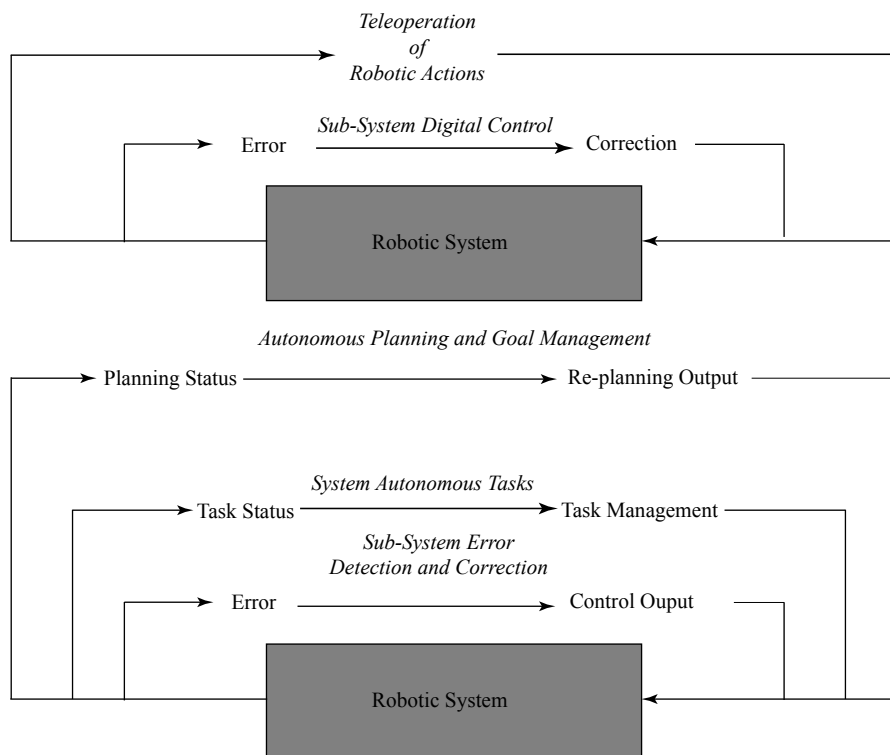 Teleoperation
of
Robotic Actions
Sub-System Digital Control
Error
Correction
Robotic System
Autonomous Planning and Goal Management
Planning Status
Re-planning Output
System Autonomous Tasks
Task Status
Task Management
Sub-System Error
Detection and Correction
Error
Control Ouput
Robotic System